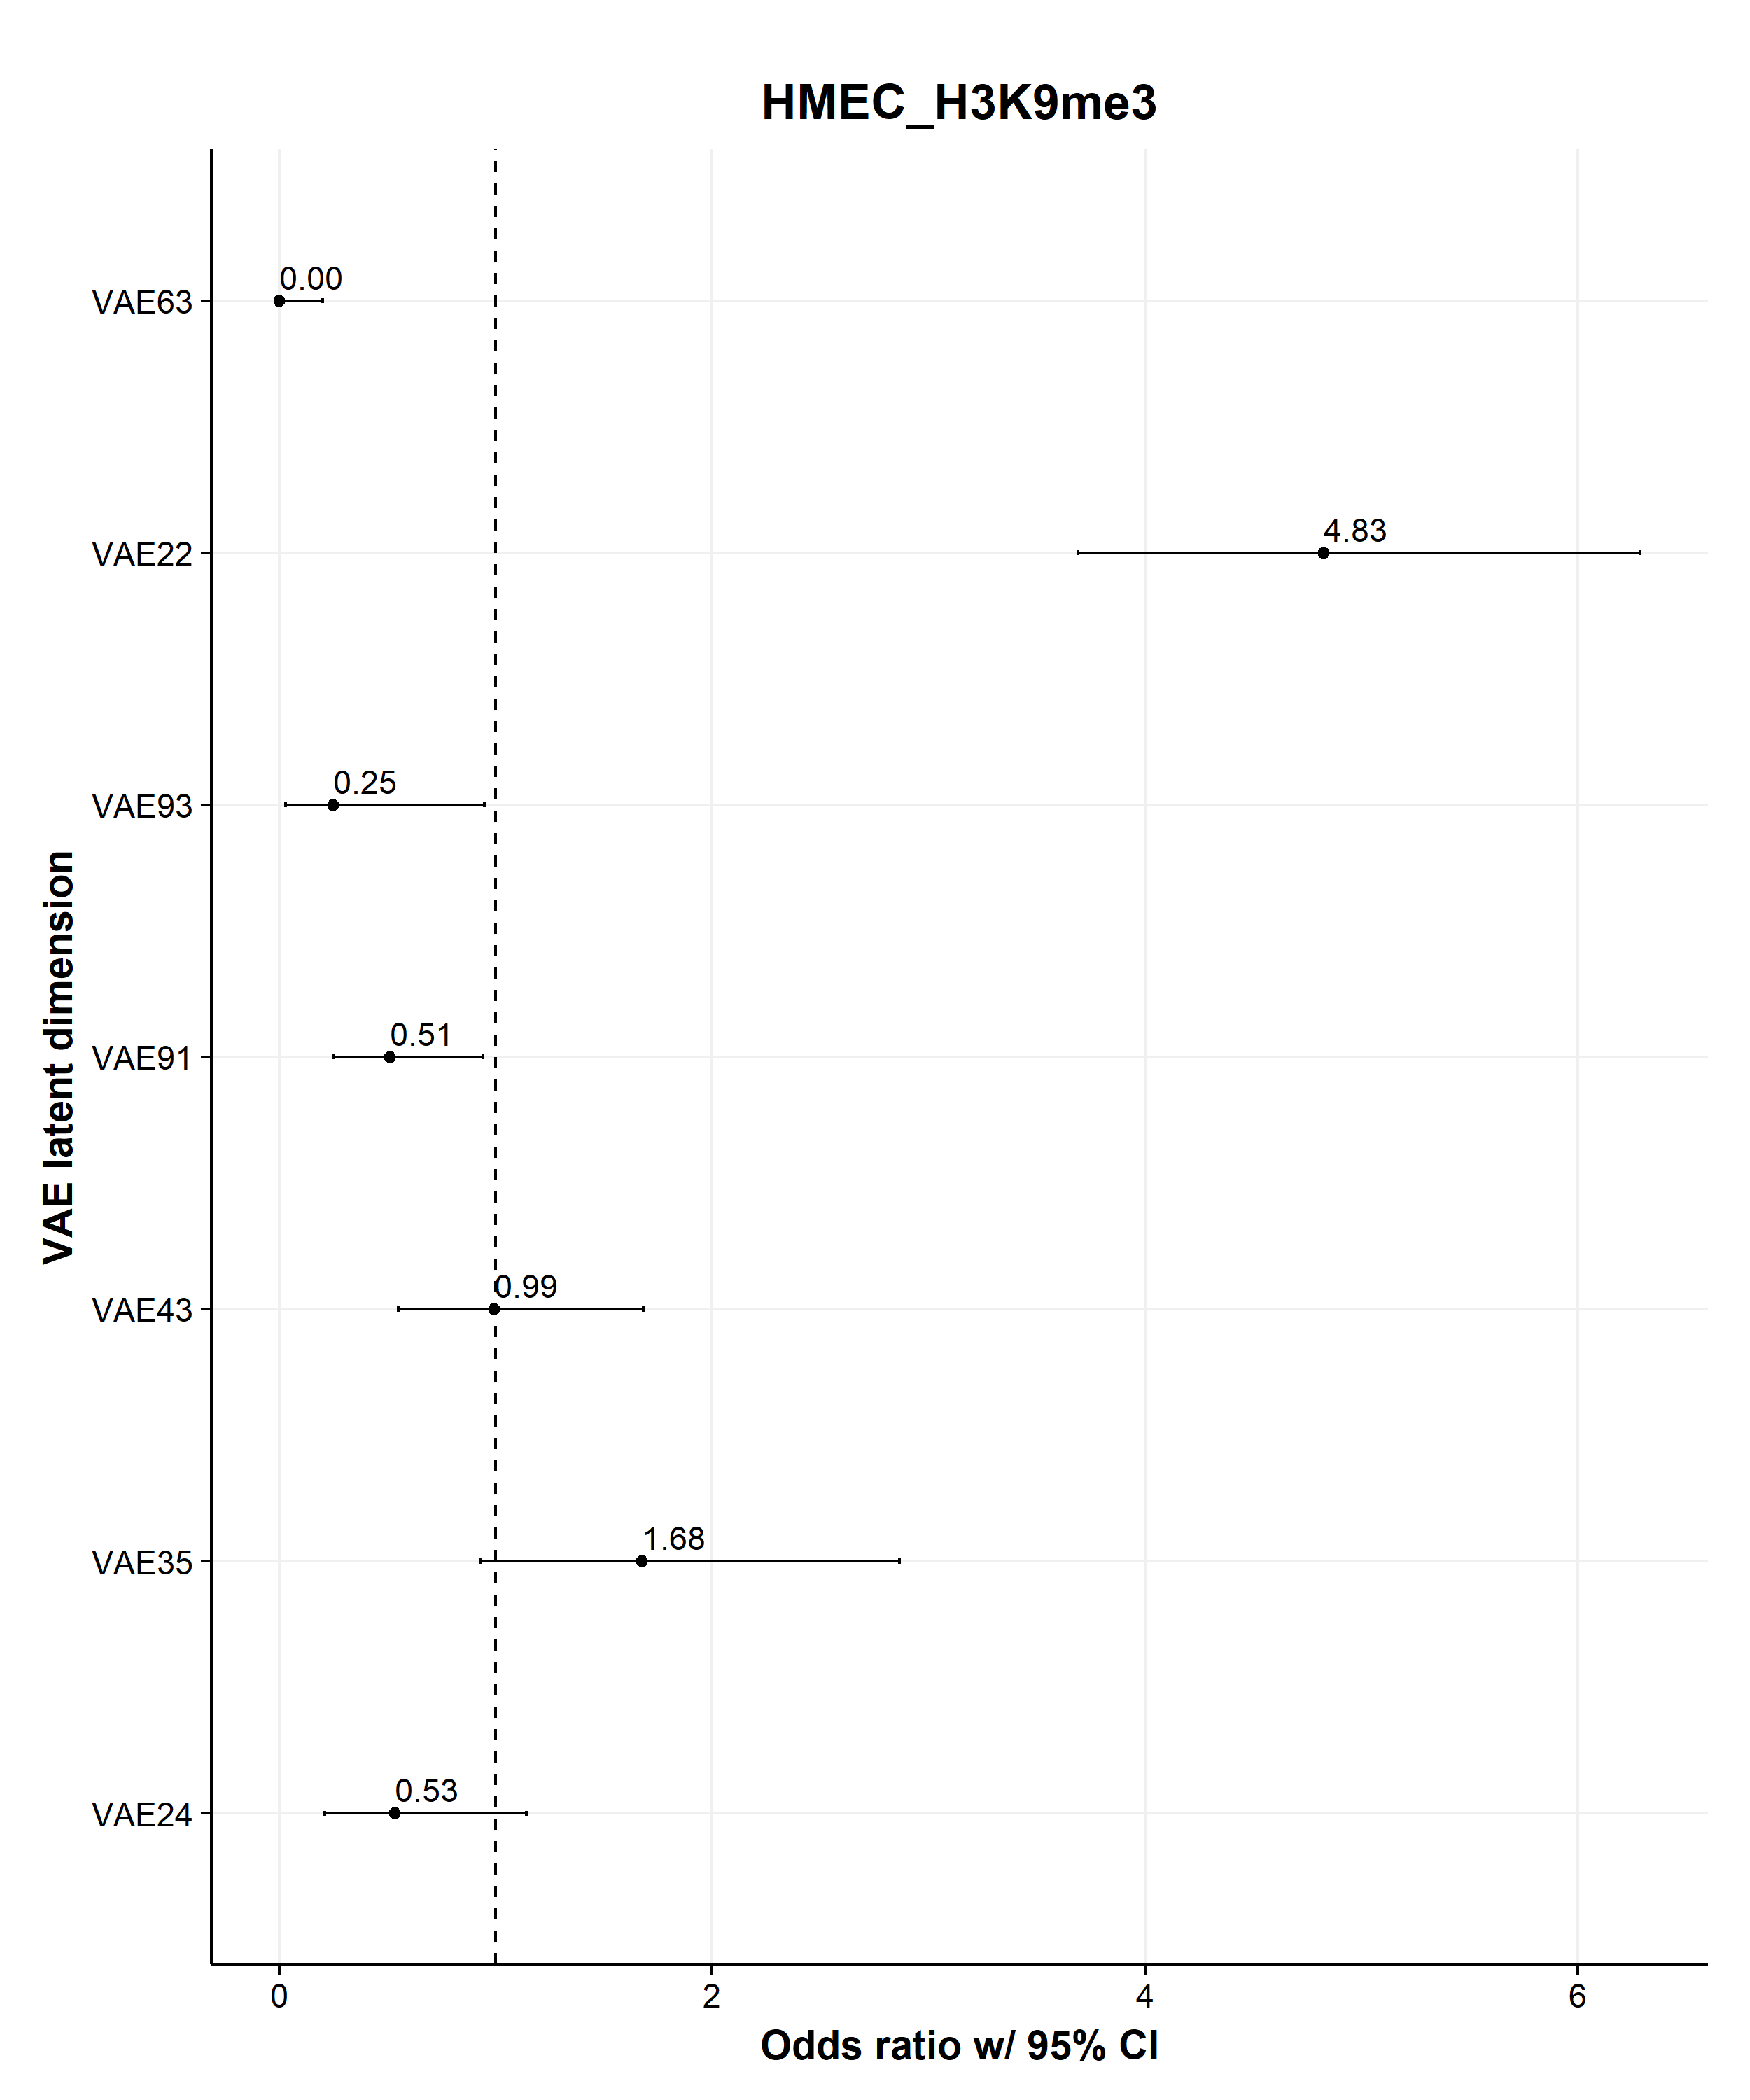 HMEC_H3K9me3
VAE latent dimension
VAE63
0.00
VAE22
4.83
VAE93
0.25
VAE91
0.51
VAE43
0.99
VAE35
1.68
VAE24
0.53
0 2 4 6
Odds ratio w/ 95% CI